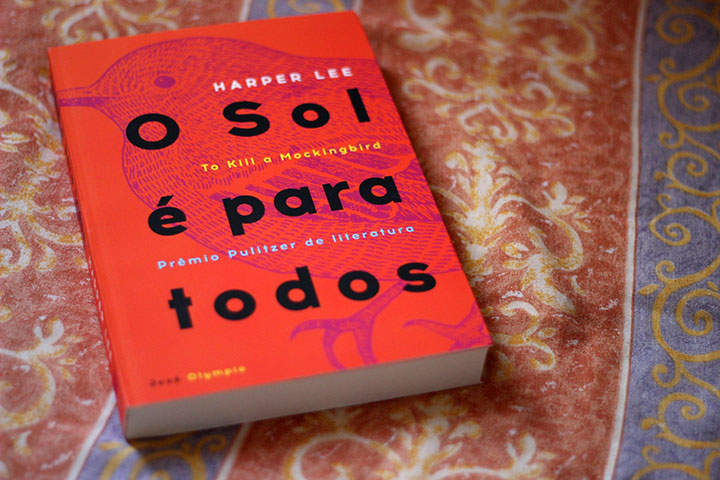 HARPER LEE
O Sol
To Kill a Mockingbird
é para
Prêmio Pulitzer de literatura
todos
José Olympio